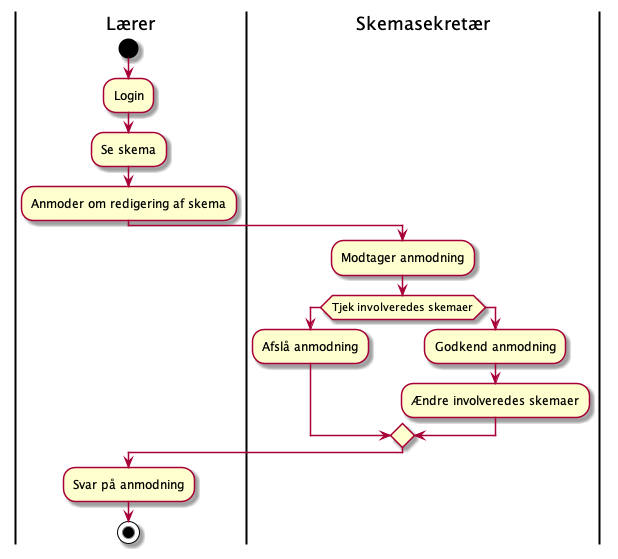 Lærer
Skemasekretær
Login
Se skema
Anmoder om redigering af skema
Modtager anmodning
Tjek involveredes skemaer
Afslå anmodning
Godkend anmodning
Ændre involveredes skemaer
Svar på anmodning